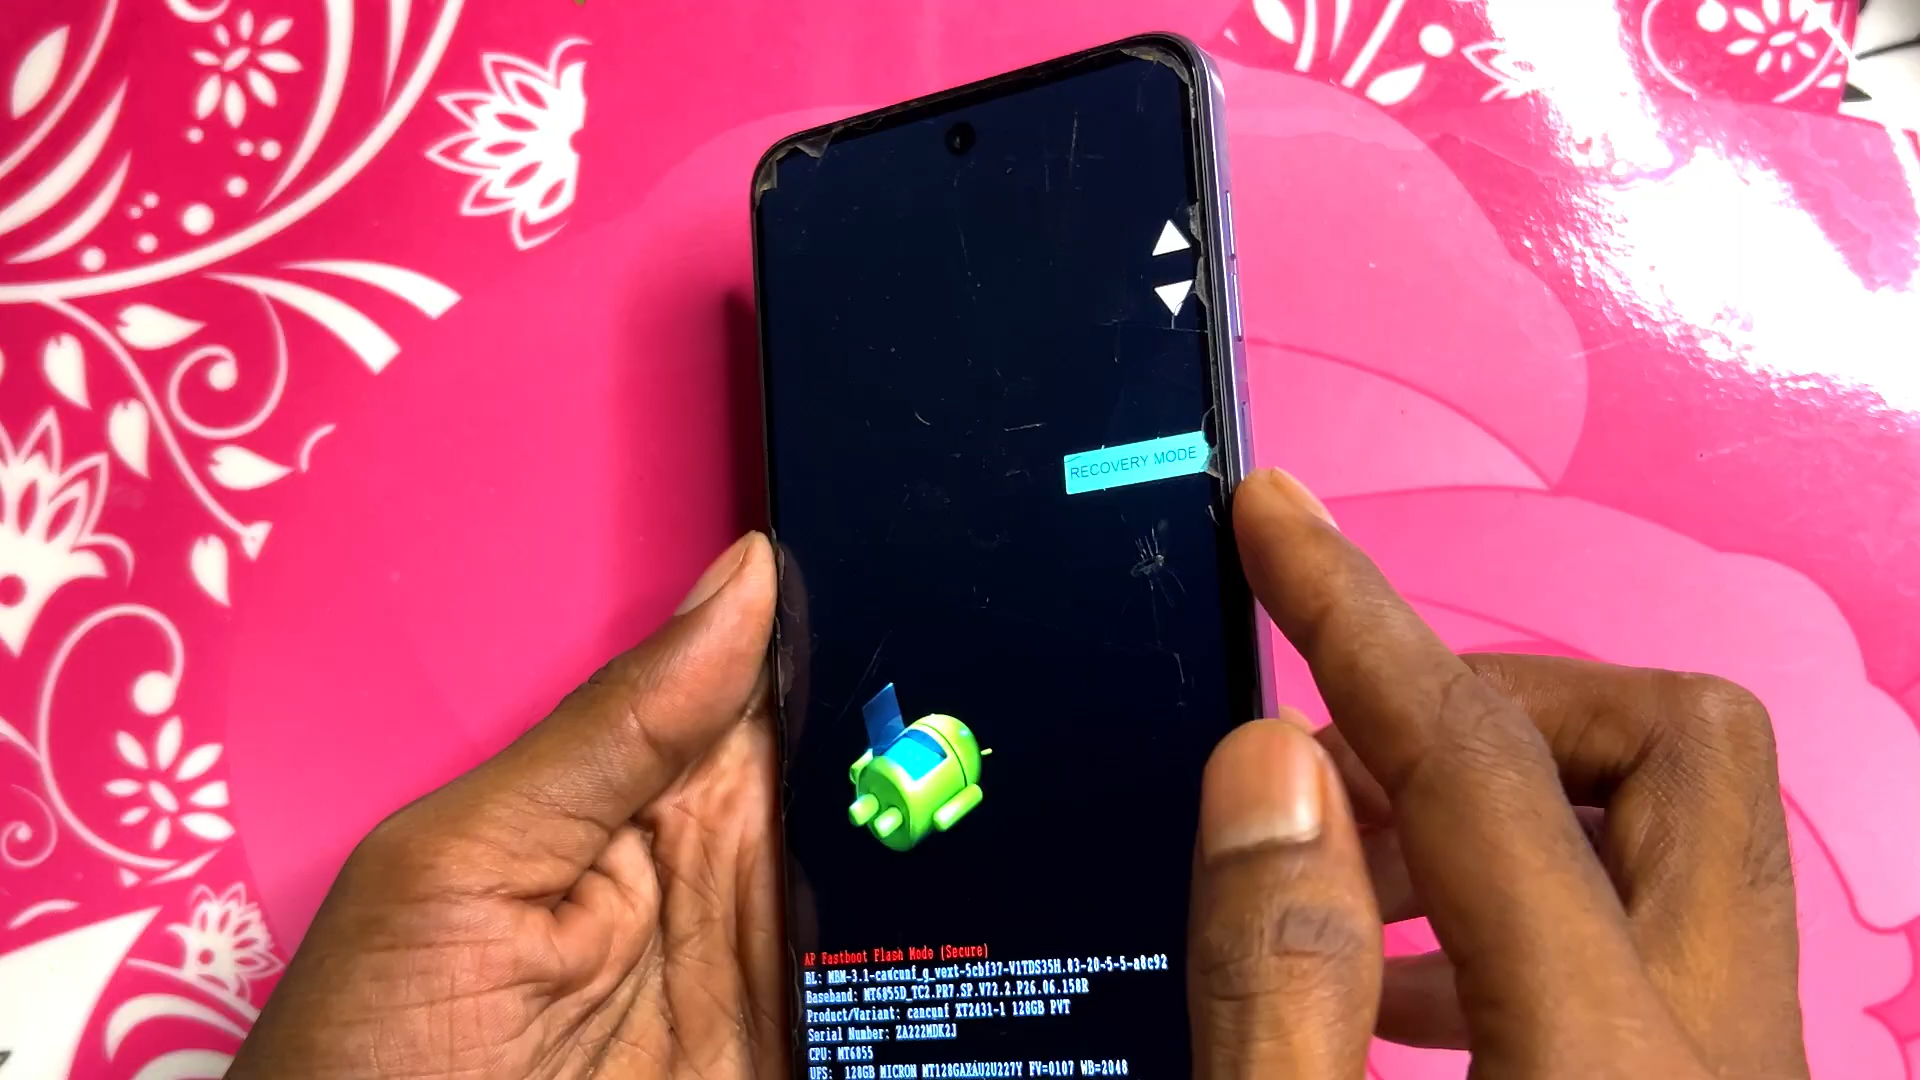 RECOVERY MODE
AP Fastboot Flash Mode (Secure)
BL: MBM-3.1-cancunf_g_vext-5cbf37-V1TDS35H.83-20-5-5-a8c92
Baseband: MT6855D_TC2.PR7.SP.V72.2.P26.06.158R
Product/Variant: cancunf XT2431-1 128GB PVT
Serial Number: ZA222MDK2J
CPU: MT6855
UFS: 128GB MICRON MT128GAXAU2U227Y FV=0107 WB=2048